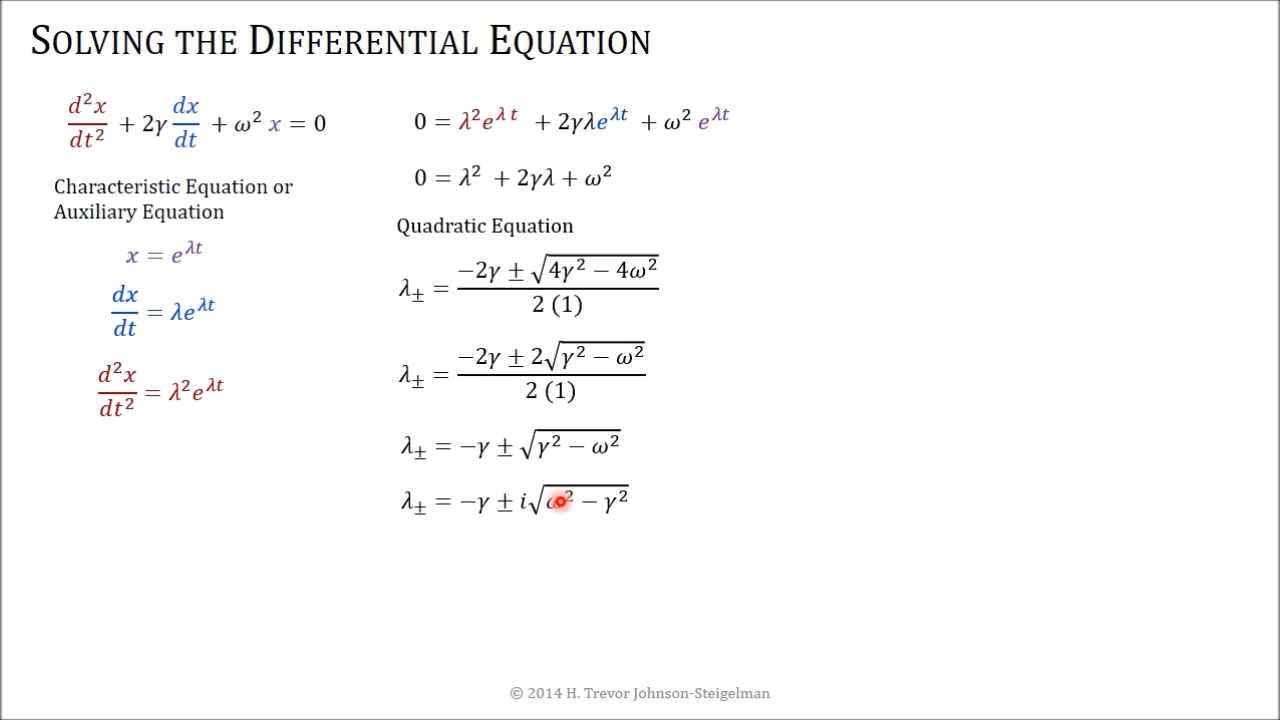 SOLVING THE DIFFERENTIAL EQUATION
d²x/dt² + 2γ dx/dt + ω² x = 0
Characteristic Equation or
Auxiliary Equation
x = e^λt
dx/dt = λe^λt
d²x/dt² = λ²e^λt
0 = λ²e^λt + 2γλe^λt + ω² e^λt
0 = λ² + 2γλ + ω²
Quadratic Equation
λ± = (−2γ ± √(4γ² − 4ω²)) / 2 (1)
λ± = (−2γ ± 2√(γ² − ω²)) / 2 (1)
λ± = −γ ± √(γ² − ω²)
λ± = −γ ± i√(ω² − γ²)
© 2014 H. Trevor Johnson-Steigelman